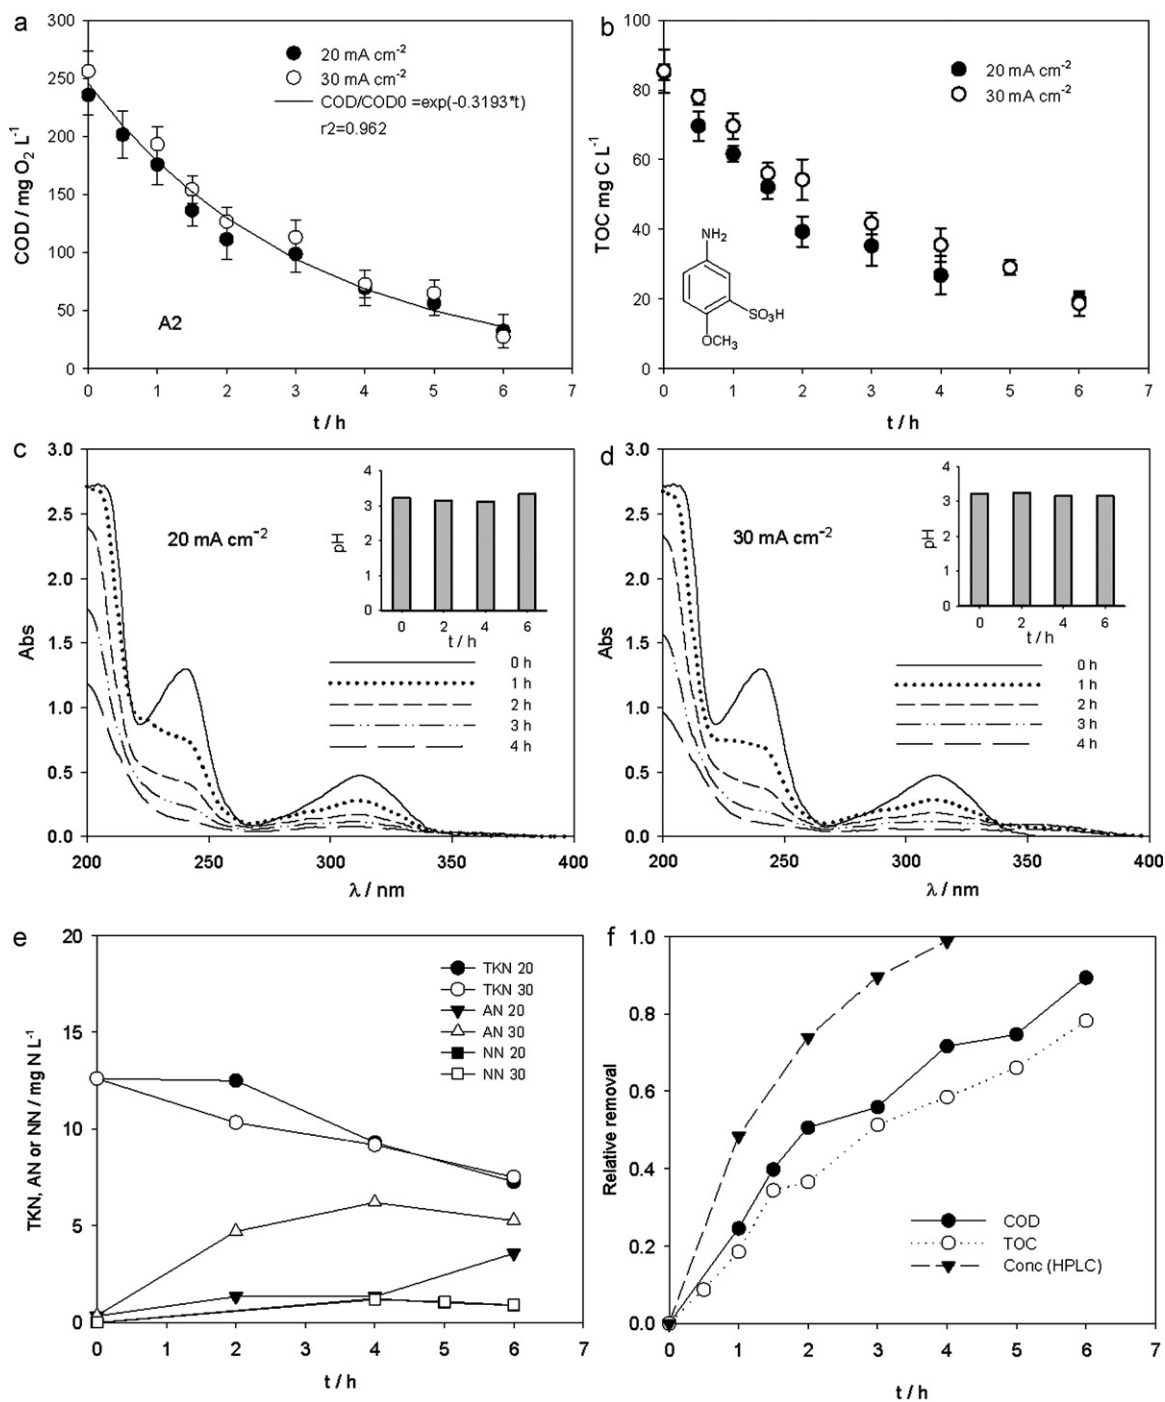 a
300
250
200
150
100
50
0
COD / mg O2 L-1
20 mA cm-2
30 mA cm-2
COD/COD0 =exp(-0.3193*t)
r2=0.962
A2
0 1 2 3 4 5 6 7
t / h
b
100
80
60
40
20
0
TOC mg C L-1
20 mA cm-2
30 mA cm-2
NH2
SO3H
OCH3
0 1 2 3 4 5 6 7
t / h
c
3.0
2.5
2.0
1.5
1.0
0.5
0.0
Abs
20 mA cm-2
4
3
2
1
0
pH
0 2 4 6
t / h
0 h
1 h
2 h
3 h
4 h
200 250 300 350 400
λ / nm
d
3.0
2.5
2.0
1.5
1.0
0.5
0.0
Abs
30 mA cm-2
4
3
2
1
0
pH
0 2 4 6
t / h
0 h
1 h
2 h
3 h
4 h
200 250 300 350 400
λ / nm
e
20
15
10
5
0
TKN, AN or NN / mg N L-1
TKN 20
TKN 30
AN 20
AN 30
NN 20
NN 30
0 1 2 3 4 5 6 7
t / h
f
1.0
0.8
0.6
0.4
0.2
0.0
Relative removal
COD
TOC
Conc (HPLC)
0 1 2 3 4 5 6 7
t / h